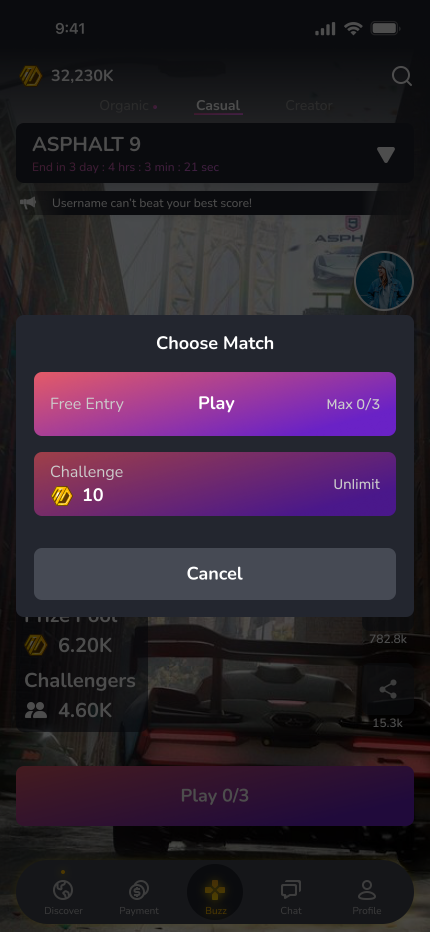 9:41
32,230K
Organic
Casual
Creator
ASPHALT 9
End in 3 day : 4 hrs : 3 min : 21 sec
Username can't beat your best score!
ASPH
Choose Match
Free Entry
Play
Max 0/3
Challenge
10
Unlimit
Cancel
Prize Pool
6.20K
782.8k
Challengers
4.60K
15.3k
Play 0/3
Discover
Payment
Buzz
Chat
Profile